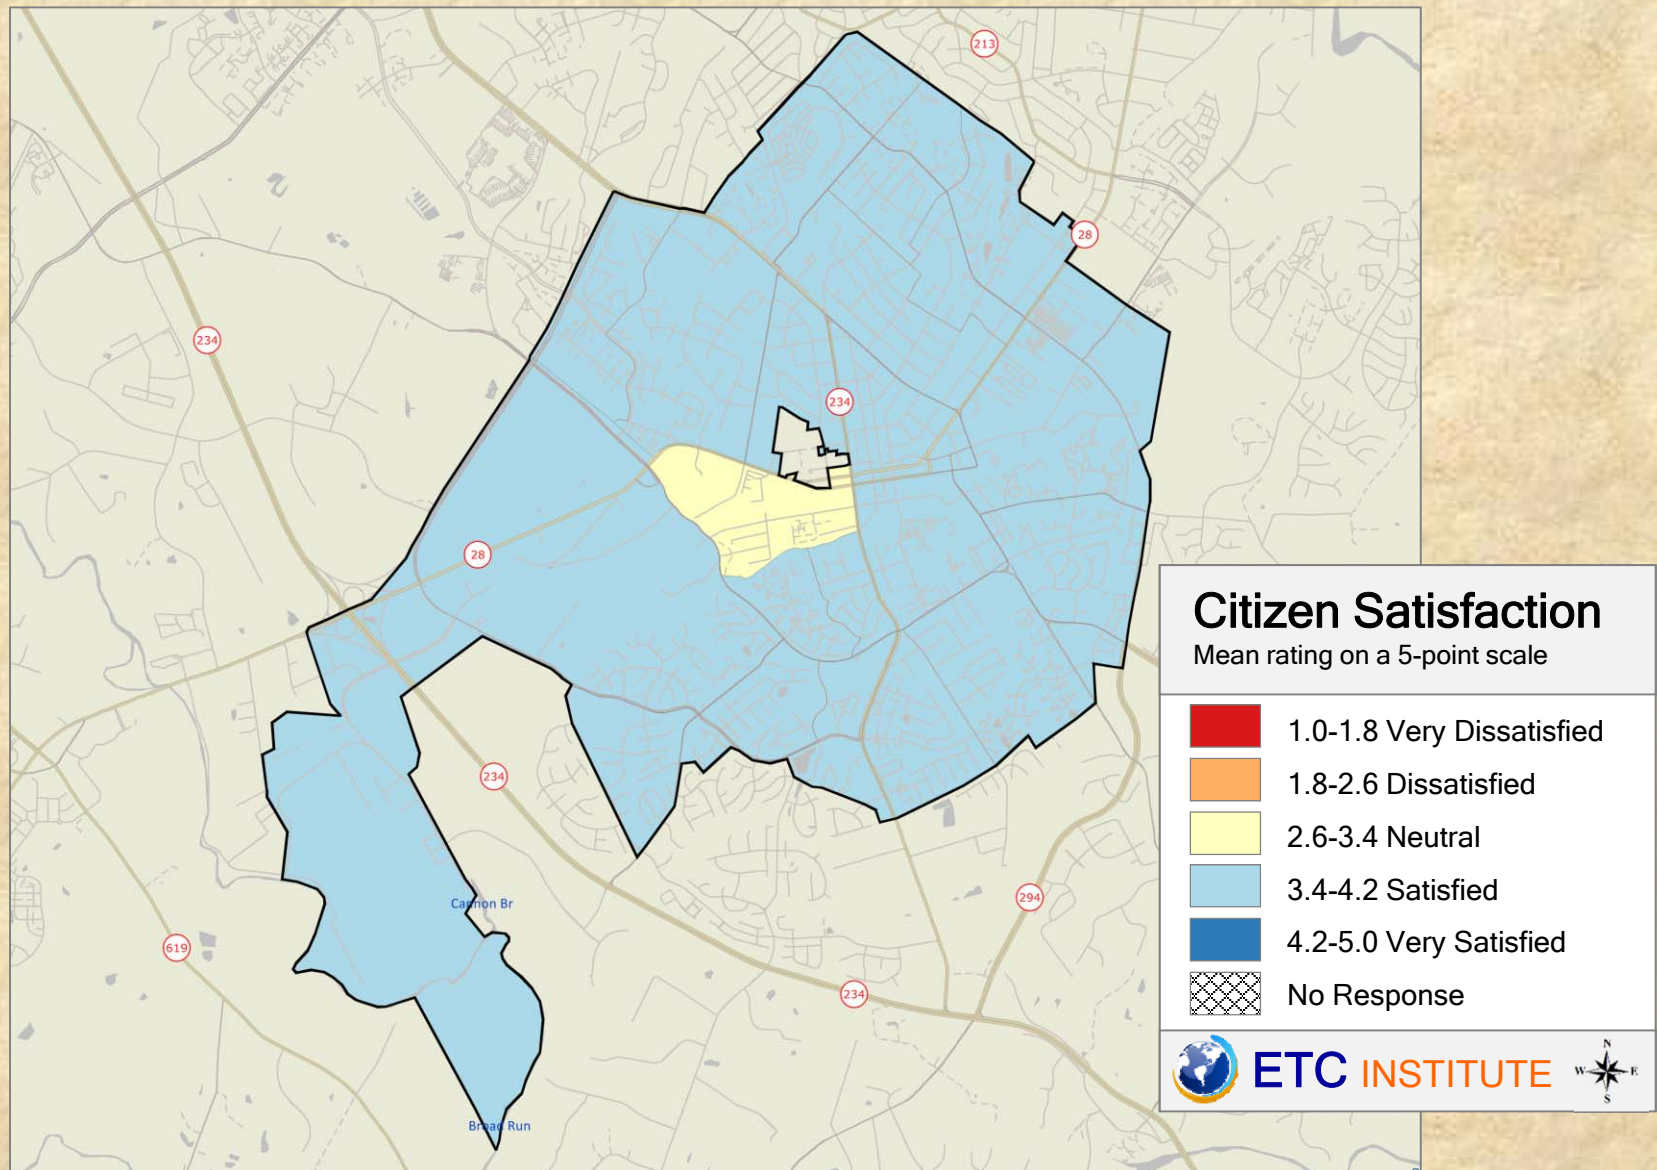 213
28
234
234
28
234
Cannon Br
294
619
234
Broad Run
Citizen Satisfaction
Mean rating on a 5-point scale
1.0-1.8 Very Dissatisfied
1.8-2.6 Dissatisfied
2.6-3.4 Neutral
3.4-4.2 Satisfied
4.2-5.0 Very Satisfied
No Response
ETC INSTITUTE
N
W E
S